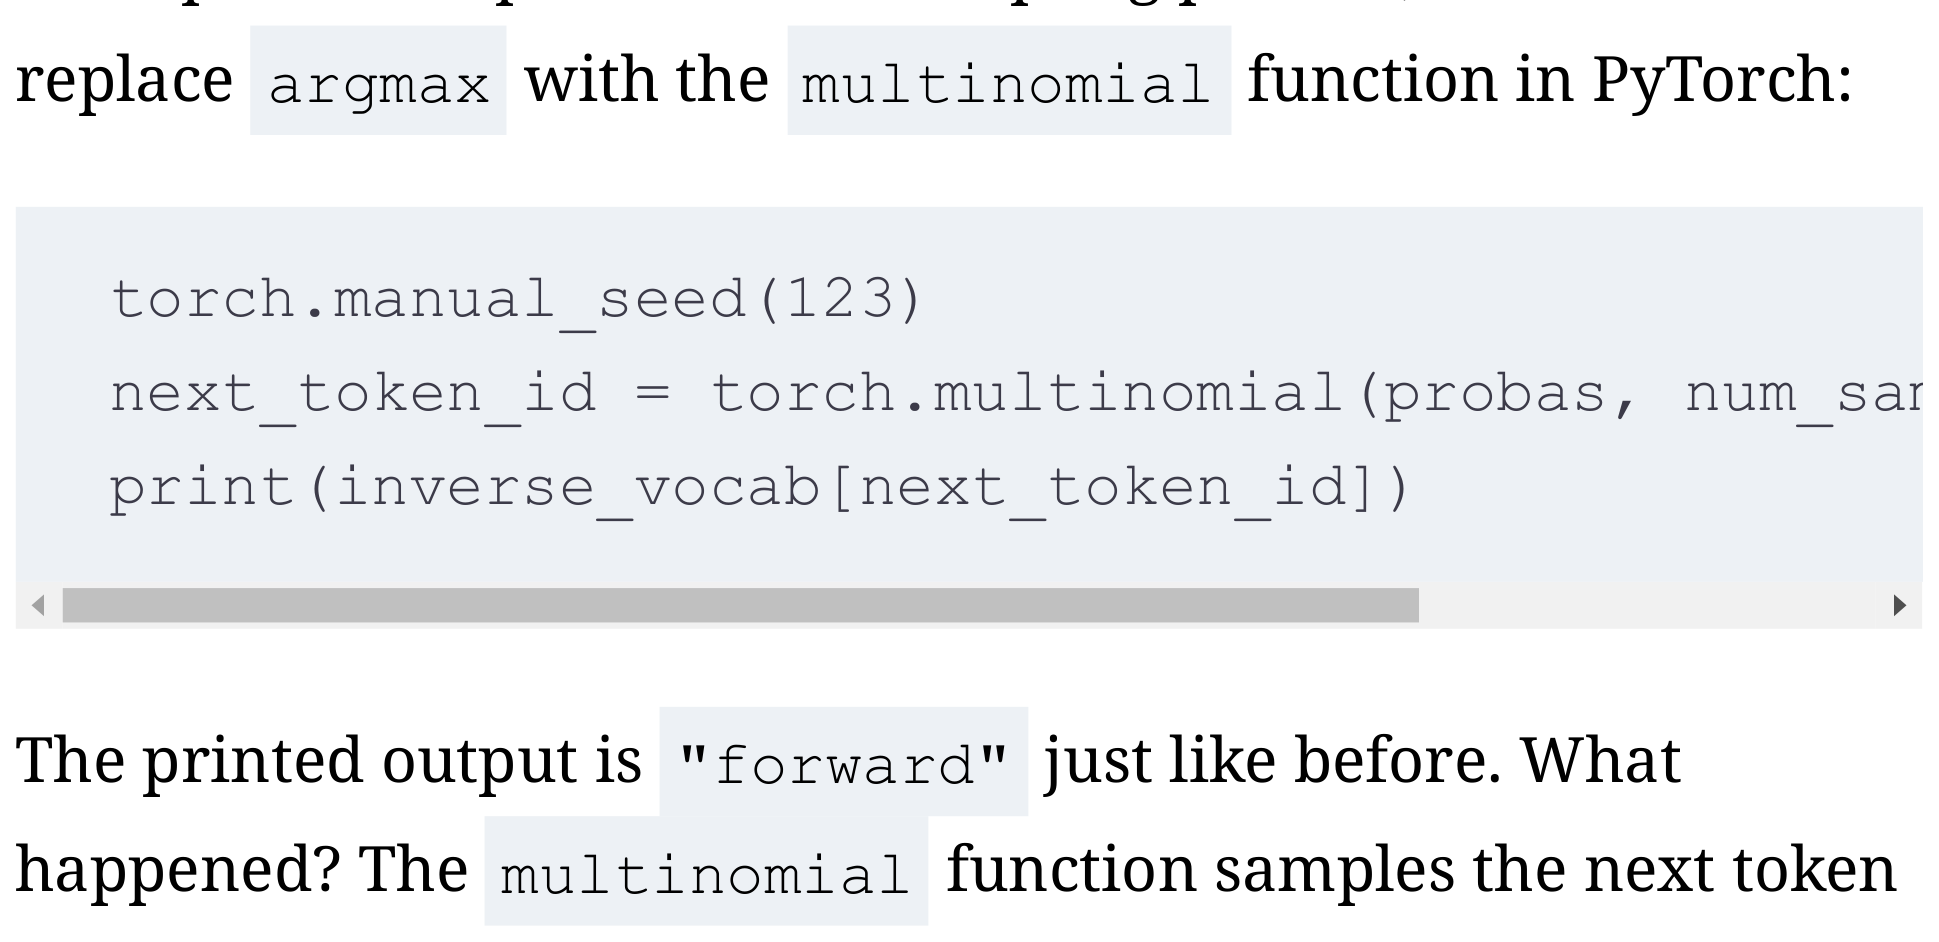 replace argmax with the multinomial function in PyTorch:
torch.manual_seed(123)
next_token_id = torch.multinomial(probas,
print(inverse_vocab[next_token_id])
The printed output is "forward" just like before. What
happened? The multinomial function samples the next token